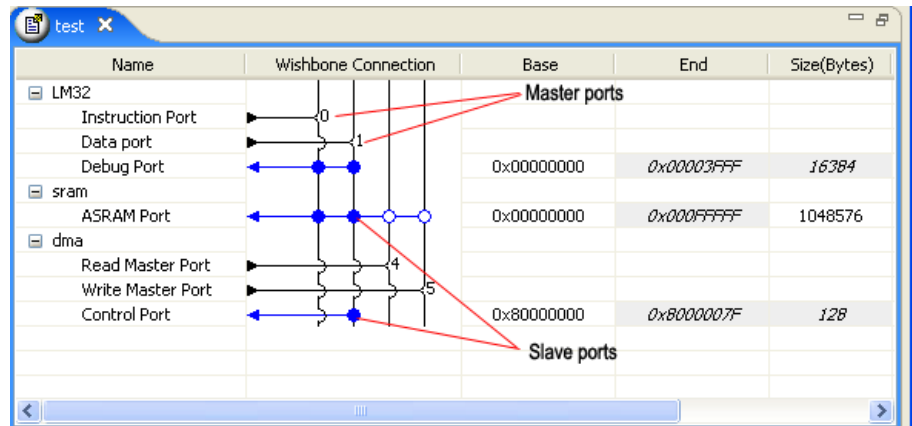 test
Name Wishbone Connection Base End Size(Bytes)
LM32 Master ports
Instruction Port 0
Data port 1
Debug Port 0x00000000 0x00003FFF 16384
sram
ASRAM Port 0x00000000 0x000FFFFF 1048576
dma
Read Master Port 4
Write Master Port 5
Control Port 0x80000000 0x8000007F 128
Slave ports